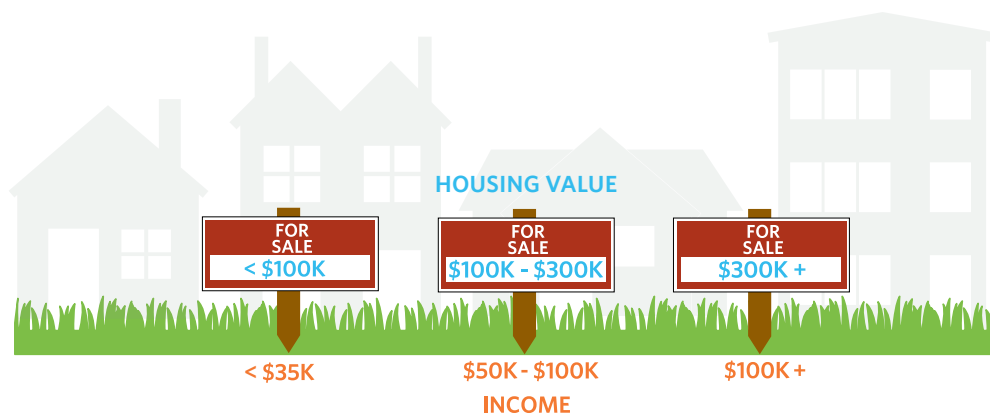 HOUSING VALUE
FOR
SALE
< $100K
FOR
SALE
$100K - $300K
FOR
SALE
$300K +
< $35K
$50K - $100K
$100K +
INCOME